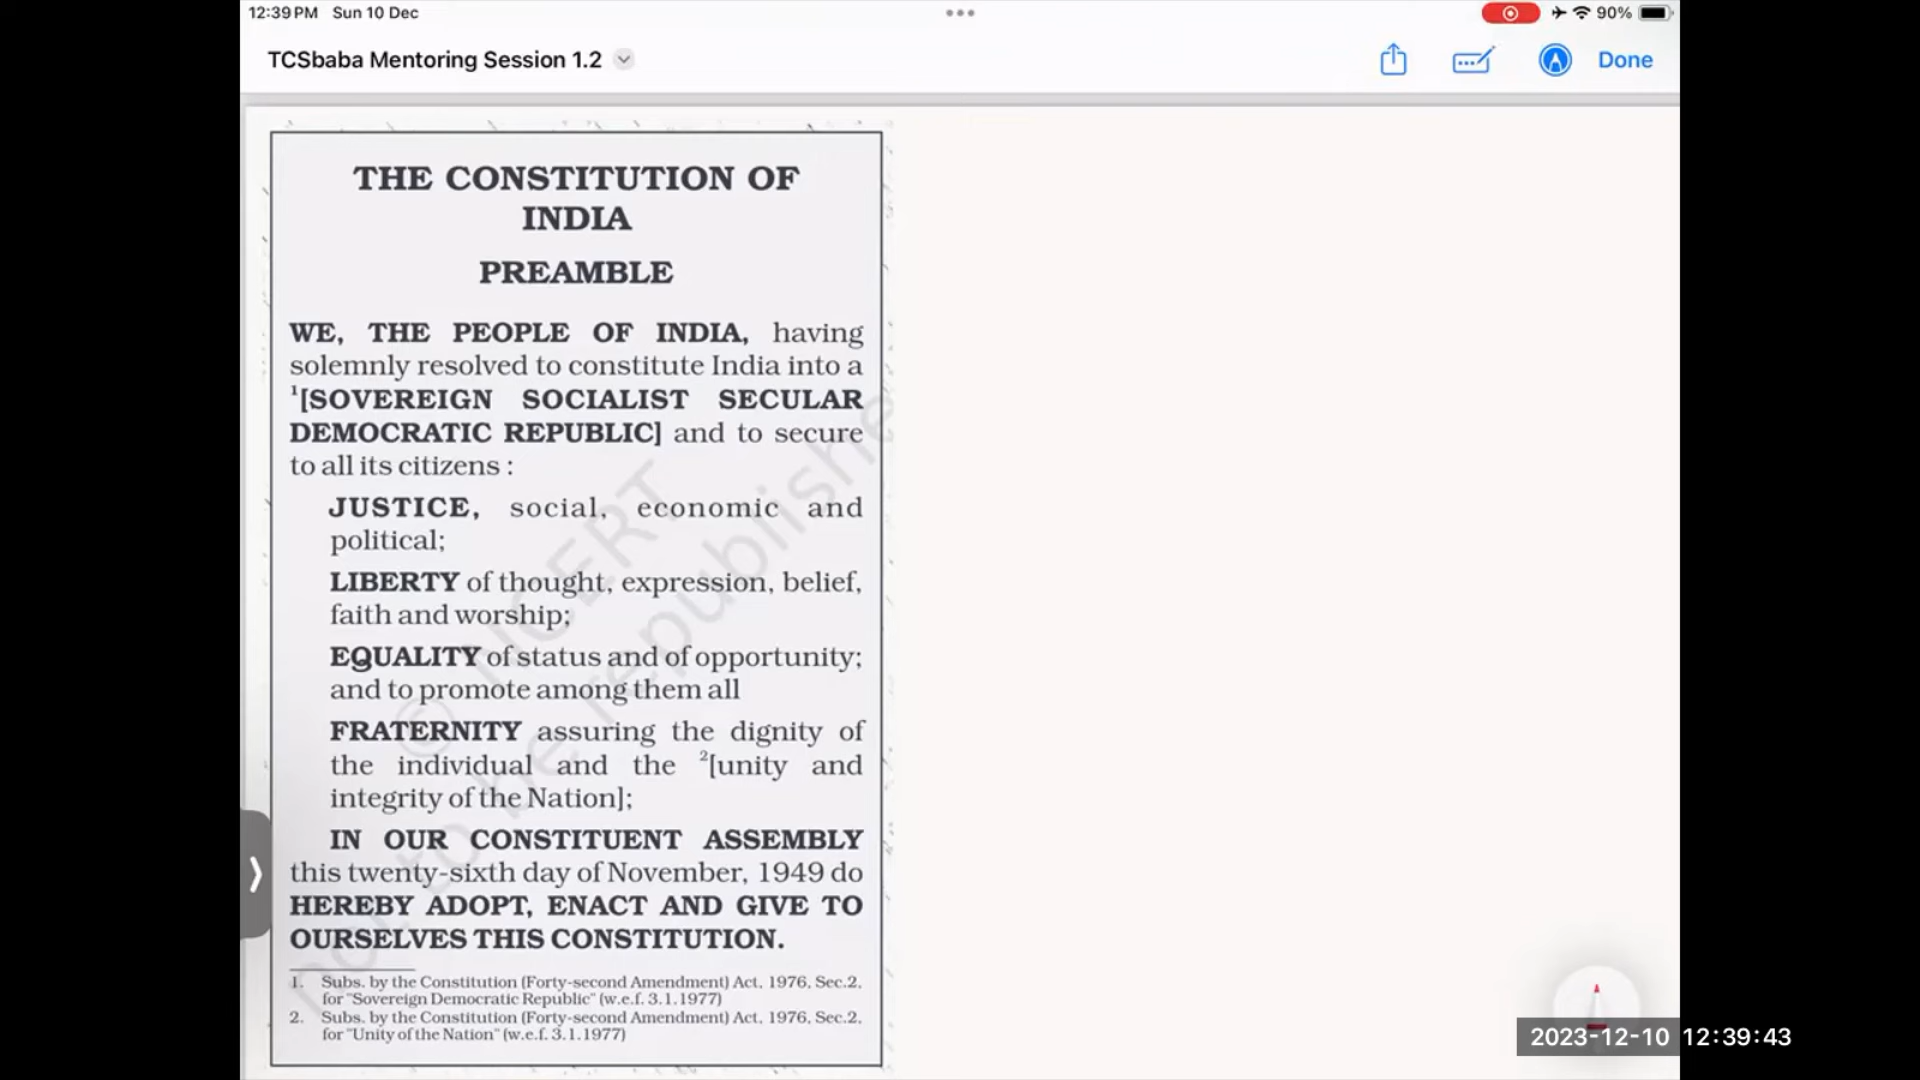 12:39 PM Sun 10 Dec
90%
TCSbaba Mentoring Session 1.2
Done
THE CONSTITUTION OF
INDIA
PREAMBLE
WE, THE PEOPLE OF INDIA, having
solemnly resolved to constitute India into a
¹[SOVEREIGN SOCIALIST SECULAR
DEMOCRATIC REPUBLIC] and to secure
to all its citizens :
JUSTICE, social, economic and
political;
LIBERTY of thought, expression, belief,
faith and worship;
EQUALITY of status and of opportunity;
and to promote among them all
FRATERNITY assuring the dignity of
the individual and the ²[unity and
integrity of the Nation];
IN OUR CONSTITUENT ASSEMBLY
this twenty-sixth day of November, 1949 do
HEREBY ADOPT, ENACT AND GIVE TO
OURSELVES THIS CONSTITUTION.
1. Subs. by the Constitution (Forty-second Amendment) Act, 1976, Sec.2,
for "Sovereign Democratic Republic" (w.e.f. 3.1.1977)
2. Subs. by the Constitution (Forty-second Amendment) Act, 1976, Sec.2,
for "Unity of the Nation" (w.e.f. 3.1.1977)
© NCERT
not to be republishe
2023-12-10 12:39:43